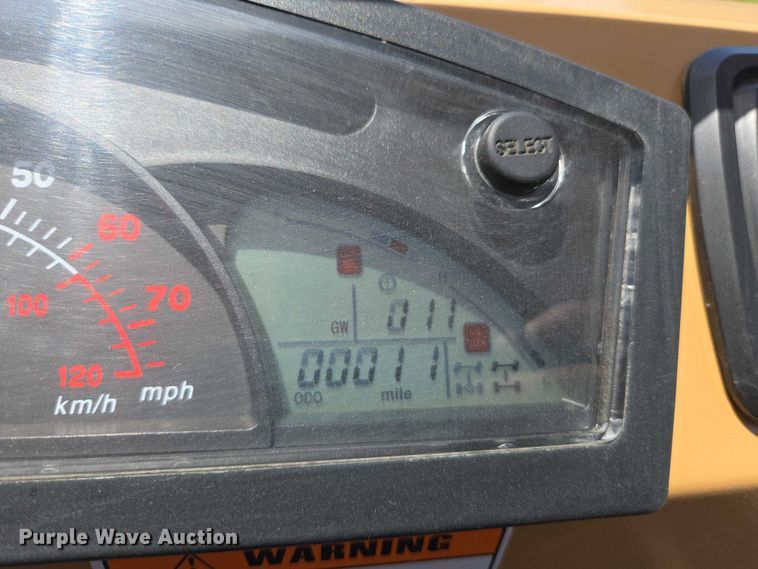 SELECT
50
60
100
70
120
km/h
mph
GW
011
00011
ODO
mile
WARNING
Purple Wave Auction